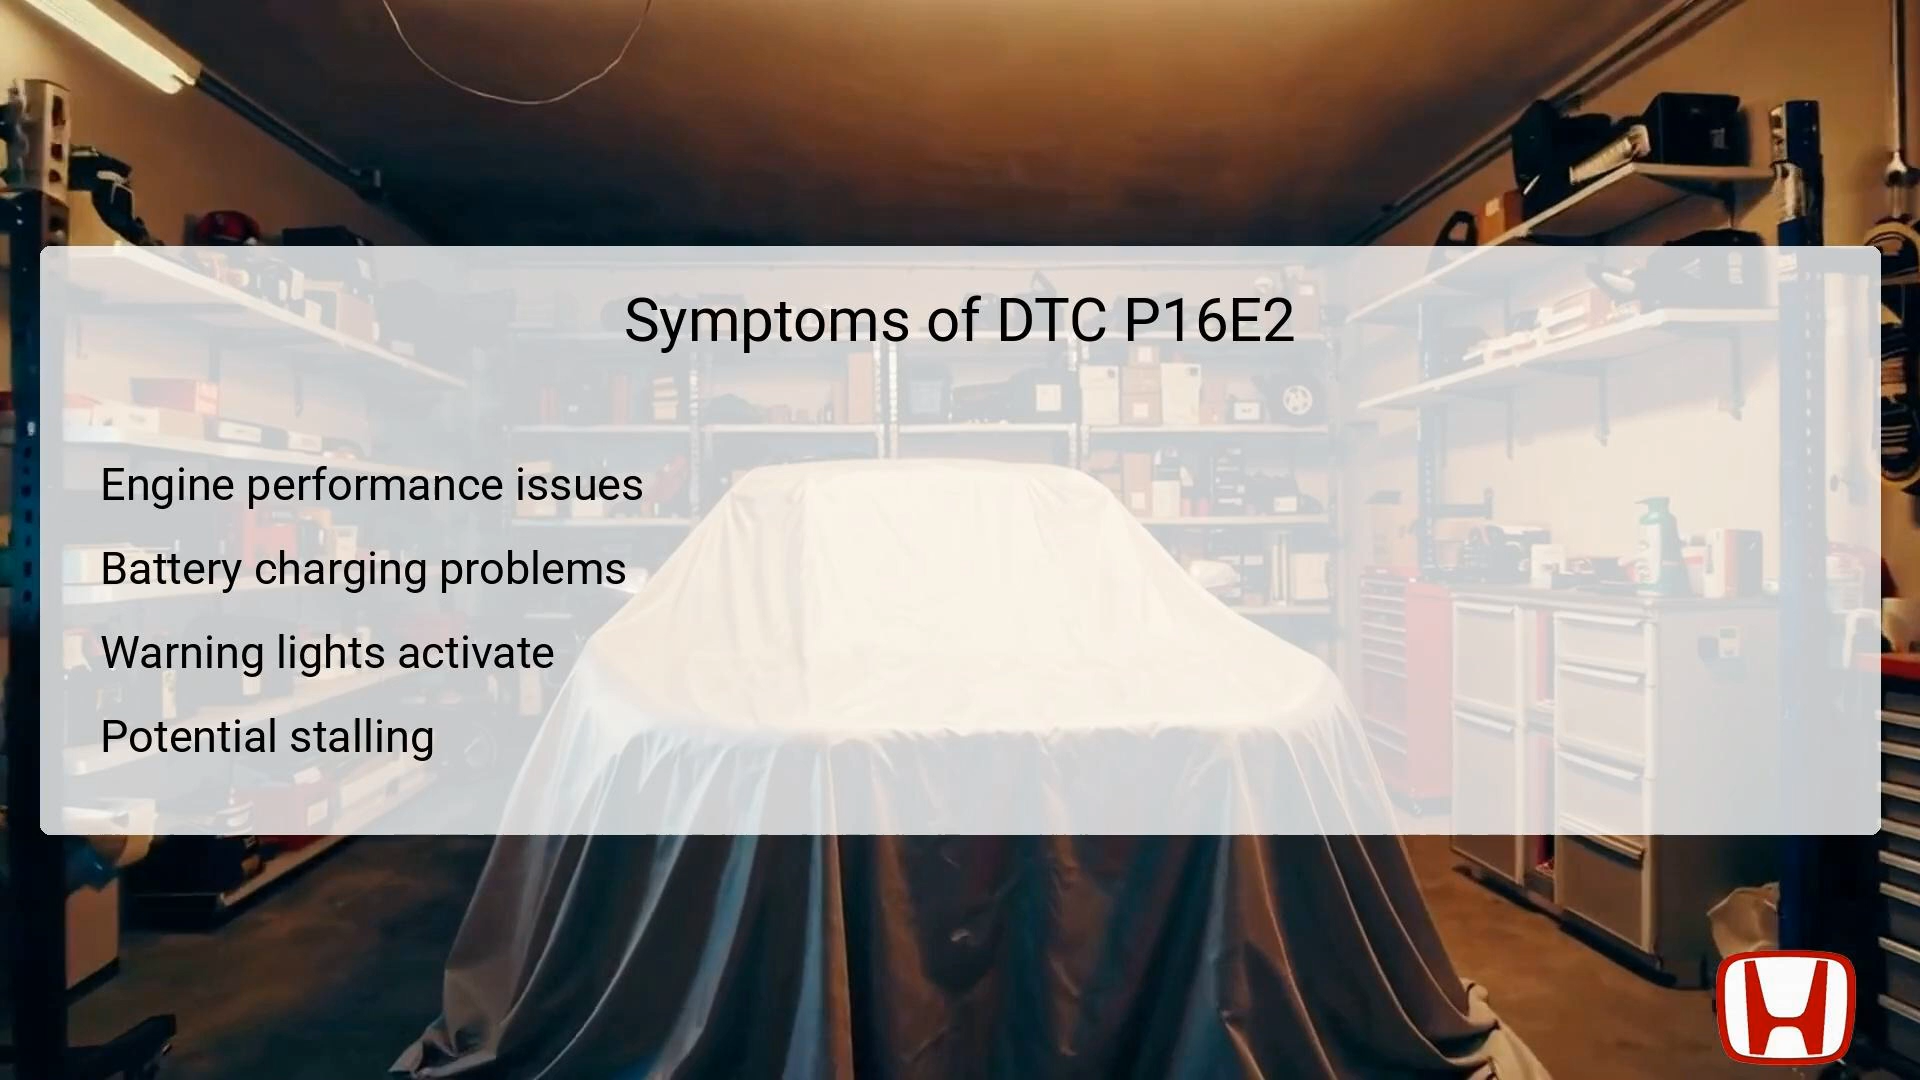 Symptoms of DTC P16E2
Engine performance issues
Battery charging problems
Warning lights activate
Potential stalling